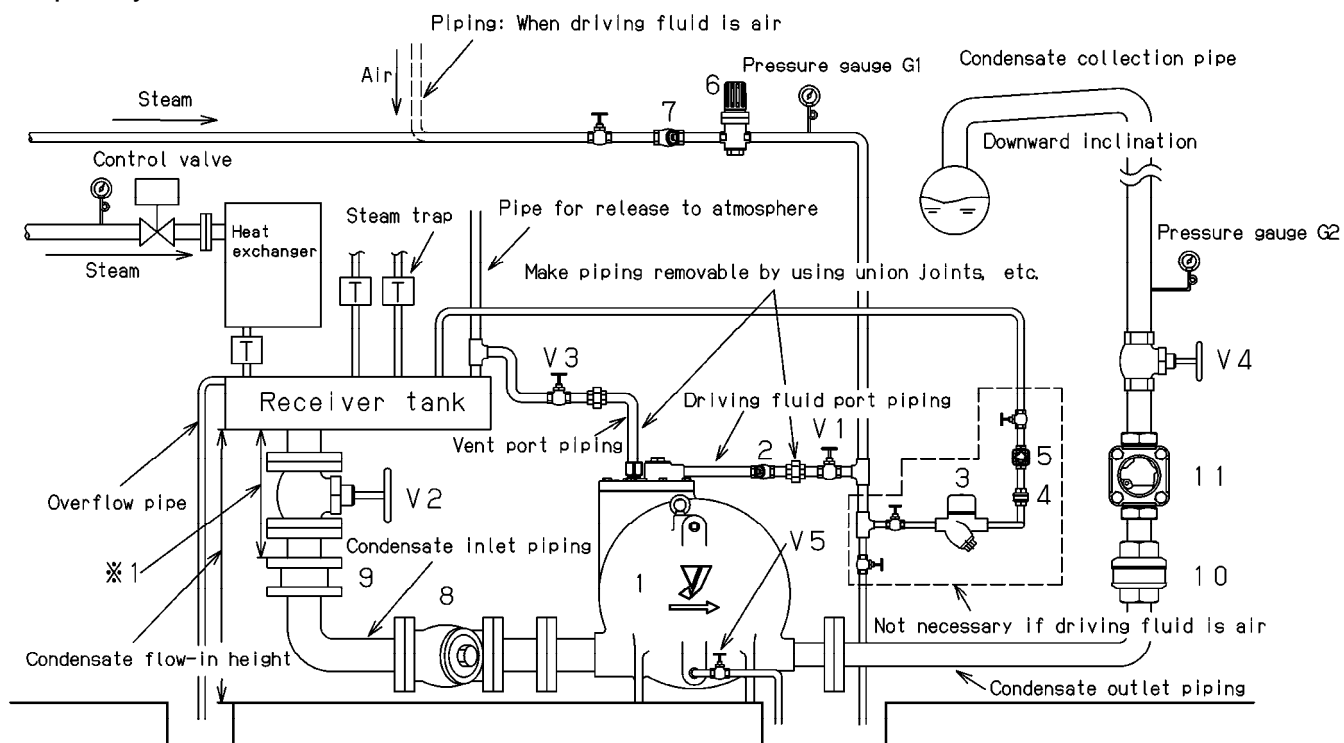 Piping: When driving fluid is air
Air
Steam
6
7
Pressure gauge G1
Condensate collection pipe
Downward inclination
Control valve
Heat
exchanger
Steam
Steam trap
T
T
T
Pipe for release to atmosphere
Make piping removable by using union joints, etc.
Pressure gauge G2
V3
V4
Receiver tank
Driving fluid port piping
Vent port piping
2
V1
3
5
4
11
Overflow pipe
V2
※1
9
Condensate inlet piping
8
1
V5
10
Not necessary if driving fluid is air
Condensate flow-in height
Condensate outlet piping